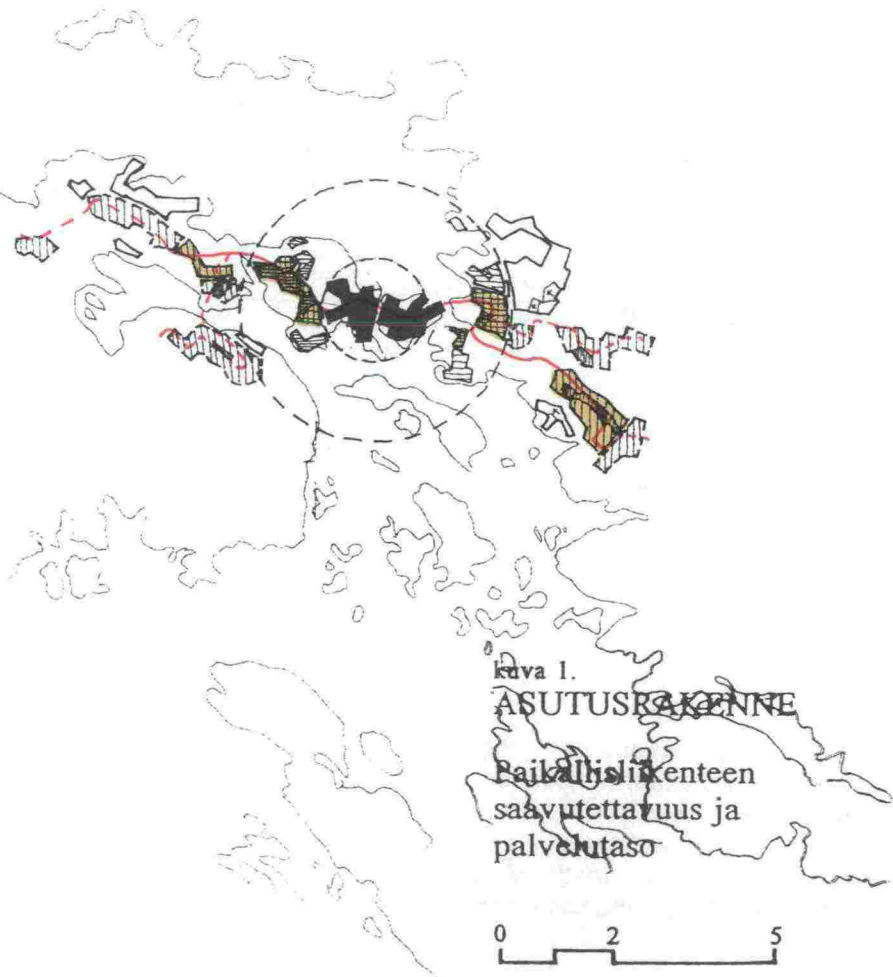 kuva 1.
ASUTUSRAKENNE
Paikallisliikenteen
saavutettavuus ja
palvelutaso
0 2 5